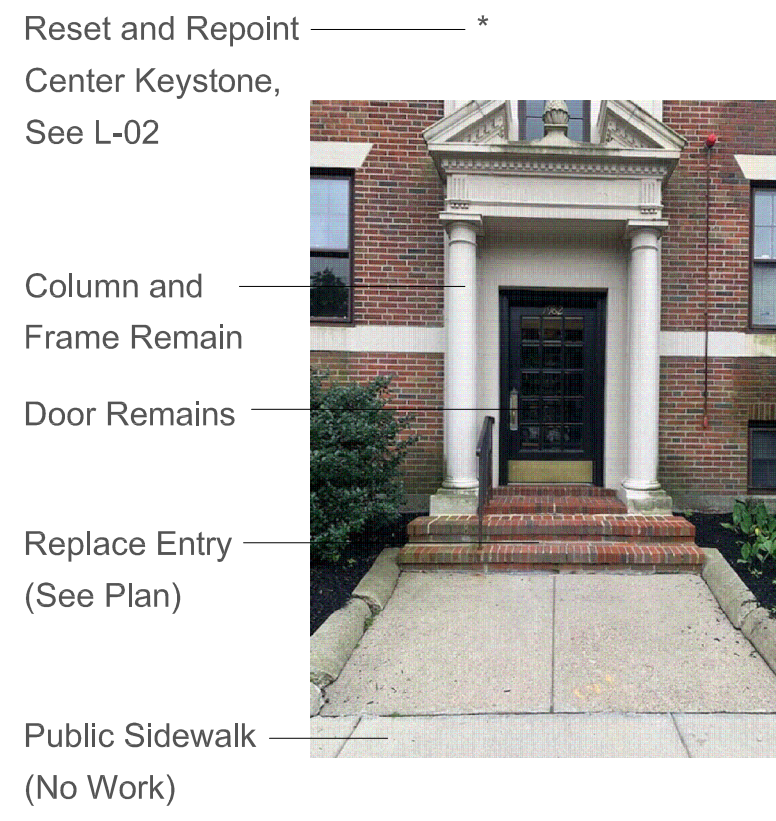 Reset and Repoint *
Center Keystone,
See L-02
Column and
Frame Remain
Door Remains
Replace Entry
(See Plan)
Public Sidewalk
(No Work)